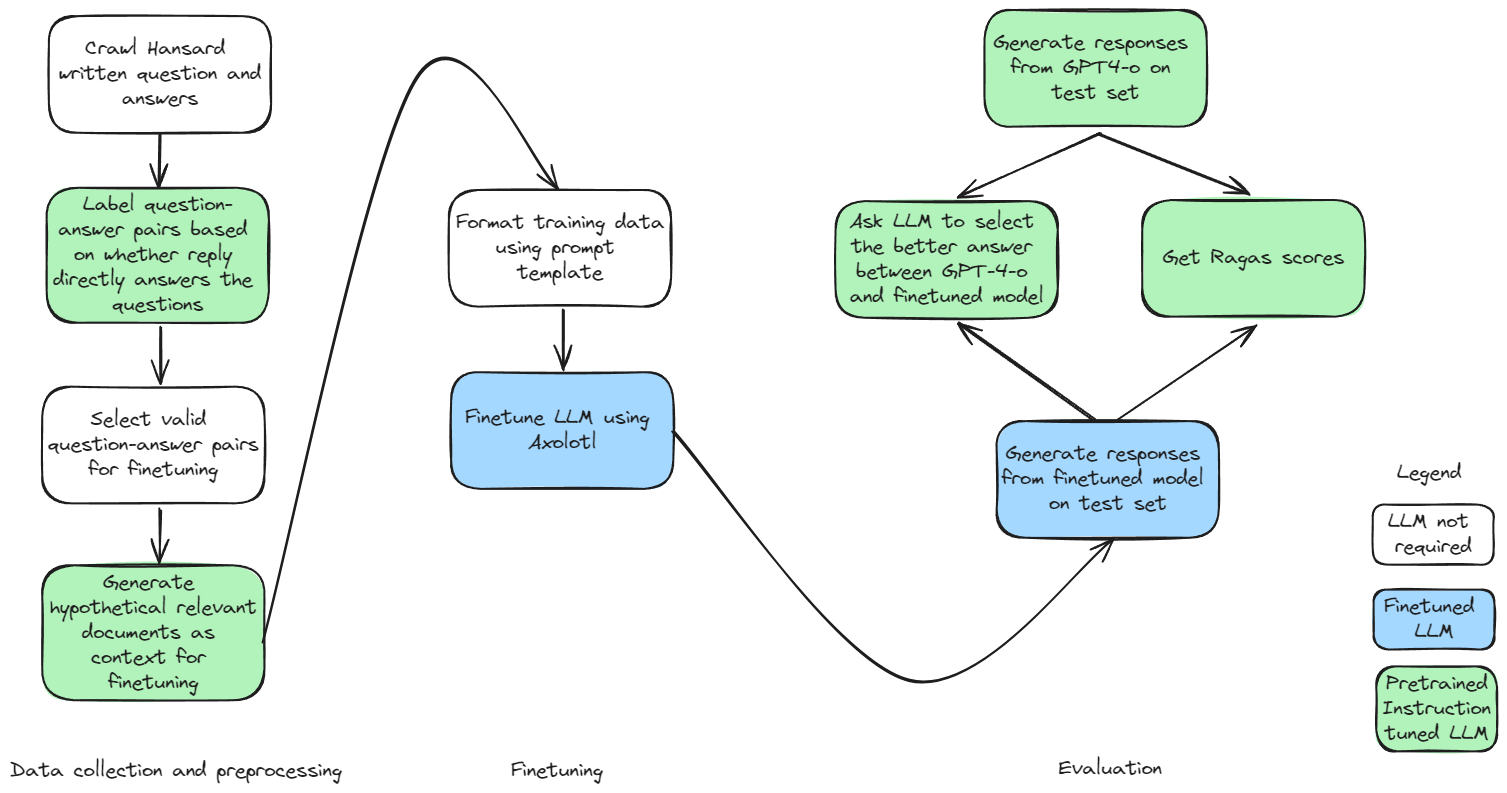 Crawl Hansard
written question and
answers
Label question-
answer pairs based
on whether reply
directly answers the
questions
Select valid
question-answer pairs
for finetuning
Generate
hypothetical relevant
documents as
context for
finetuning
Data collection and preprocessing
Format training data
using prompt
template
Finetune LLM using
Axolotl
Finetuning
Generate responses
from GPT4-o on
test set
Ask LLM to select
the better answer
between GPT-4-o
and finetuned model
Get Ragas scores
Generate responses
from finetuned model
on test set
Evaluation
Legend
LLM not
required
Finetuned
LLM
Pretrained
Instruction
tuned LLM